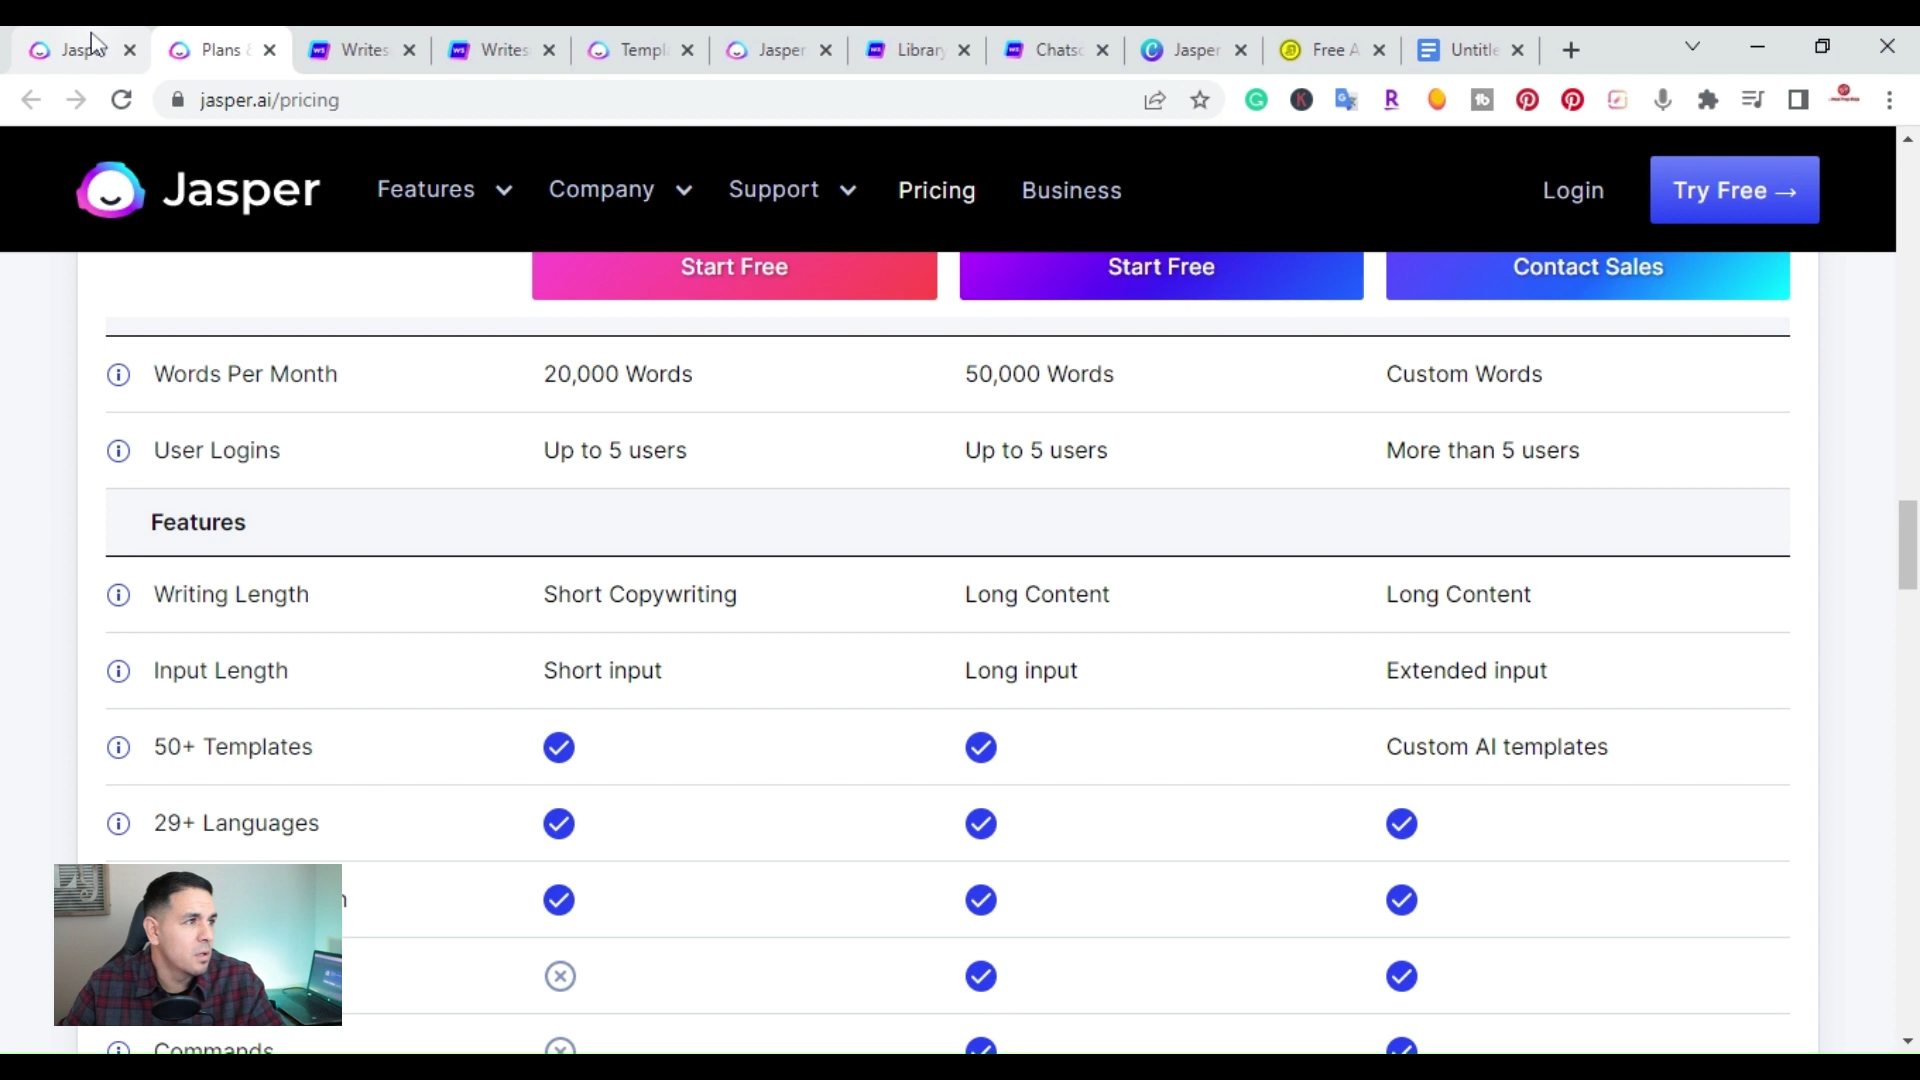 Jasper
Plans &
Writes
Writes
Templ
Jasper
Library
Chatso
Jasper
Free A
Untitle
jasper.ai/pricing
Jasper
Features
Company
Support
Pricing
Business
Login
Try Free →
Start Free
Start Free
Contact Sales
Words Per Month
20,000 Words
50,000 Words
Custom Words
User Logins
Up to 5 users
Up to 5 users
More than 5 users
Features
Writing Length
Short Copywriting
Long Content
Long Content
Input Length
Short input
Long input
Extended input
50+ Templates
Custom AI templates
29+ Languages
Commands